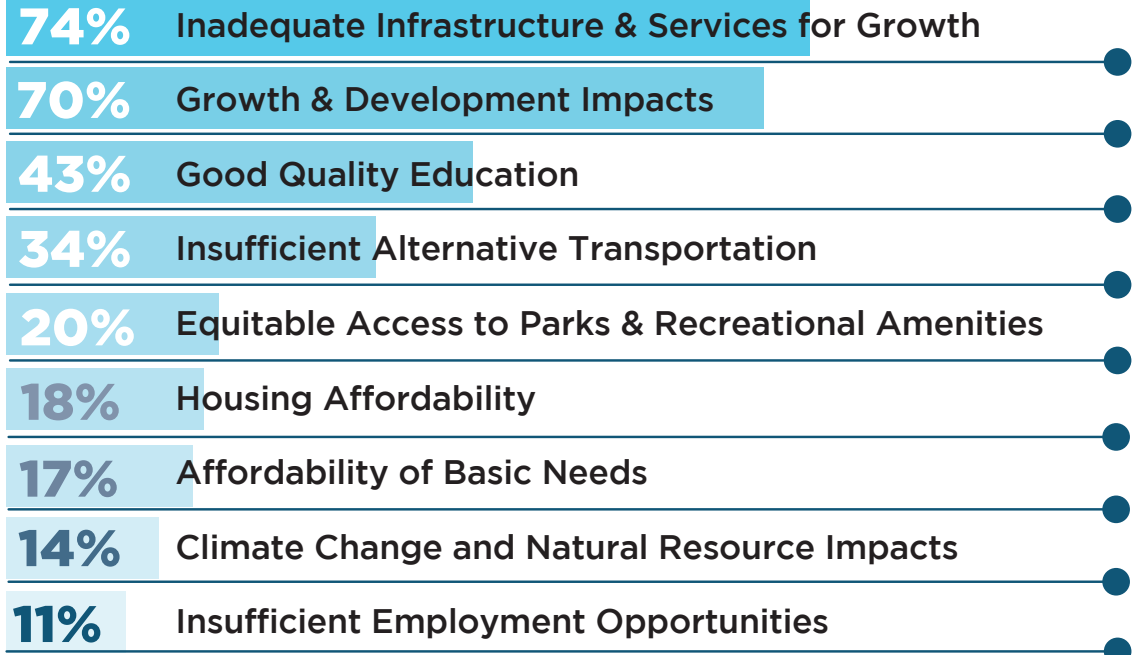 74% Inadequate Infrastructure & Services for Growth
70% Growth & Development Impacts
43% Good Quality Education
34% Insufficient Alternative Transportation
20% Equitable Access to Parks & Recreational Amenities
18% Housing Affordability
17% Affordability of Basic Needs
14% Climate Change and Natural Resource Impacts
11% Insufficient Employment Opportunities